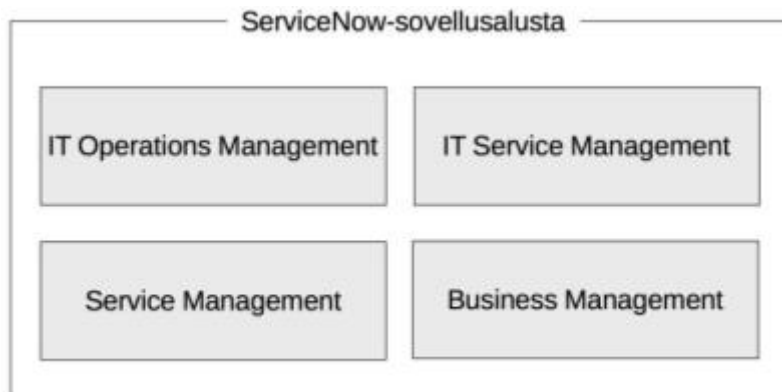 ServiceNow-sovellusalusta
IT Operations Management
IT Service Management
Service Management
Business Management